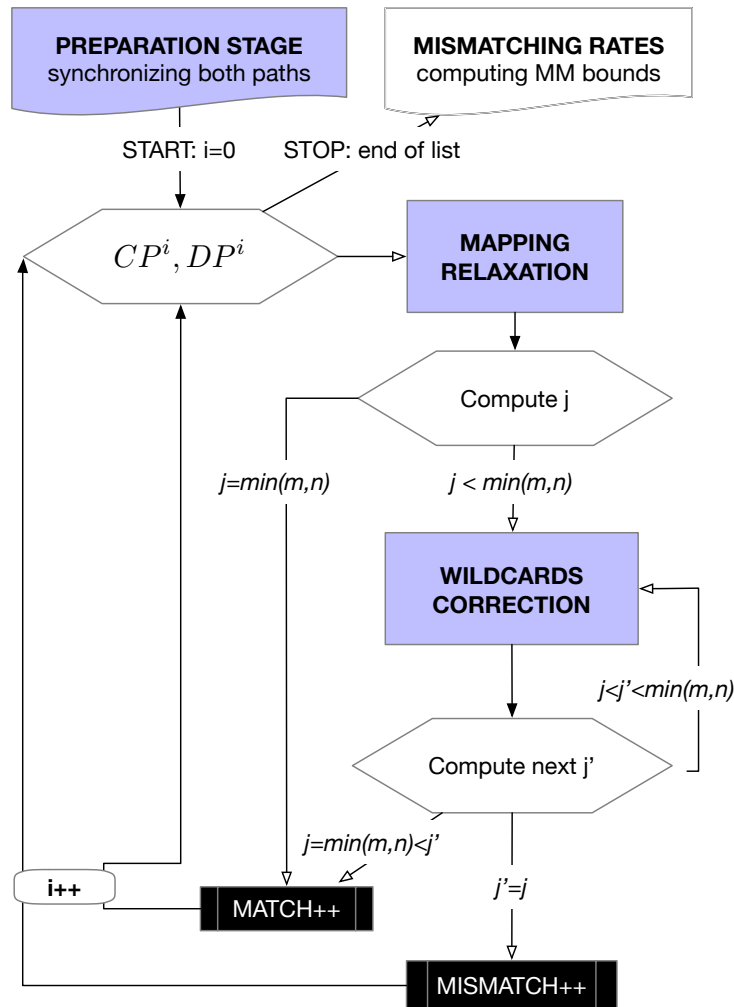 PREPARATION STAGE
synchronizing both paths
MISMATCHING RATES
computing MM bounds
START: i=0
STOP: end of list
CP^i, DP^i
MAPPING
RELAXATION
Compute j
j=min(m,n)
j < min(m,n)
WILDCARDS
CORRECTION
j<j'<min(m,n)
Compute next j'
j=min(m,n)<j'
i++
MATCH++
j'=j
MISMATCH++